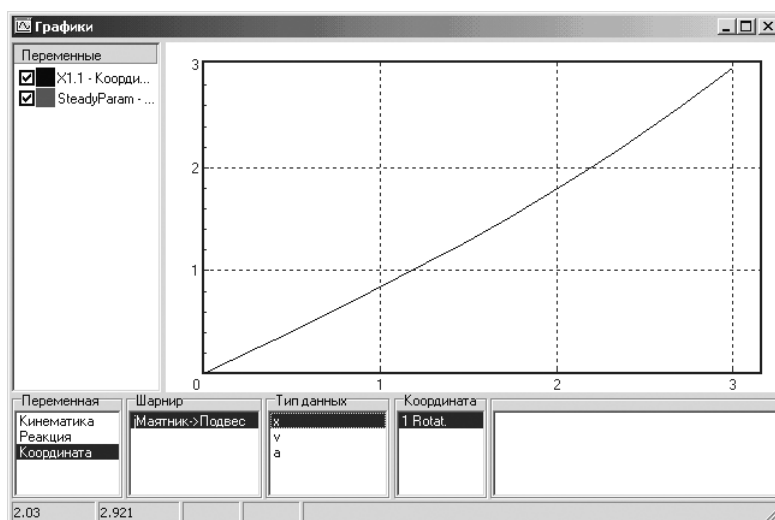 Графики
Переменные
X1.1 - Коорди...
SteadyParam - ...
3
2
1
0
1
2
3
Переменная
Шарнир
Тип данных
Координата
Кинематика
Реакция
Координата
jМаятник->Подвес
x
v
a
1 Rotat.
2.03
2.921